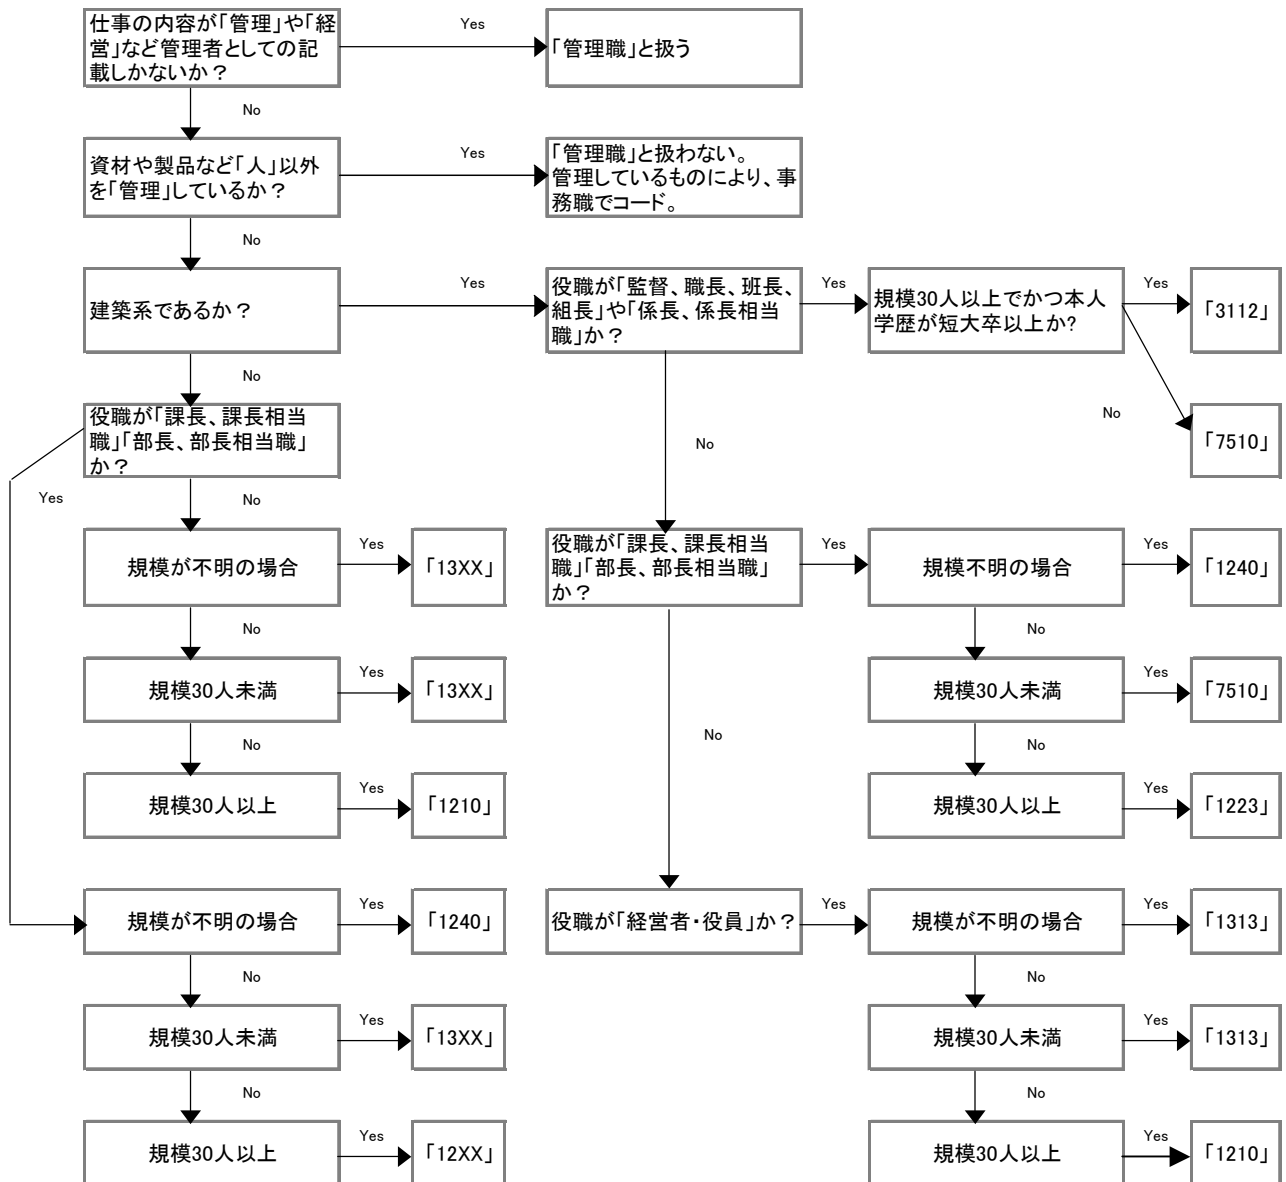 仕事の内容が「管理」や「経
営」など管理者としての記
載しかないか？
Yes
「管理職」と扱う
No
資材や製品など「人」以外
を「管理」しているか？
Yes
「管理職」と扱わない。
管理しているものにより、事
務職でコード。
No
建築系であるか？
Yes
役職が「監督、職長、班長、
組長」や「係長、係長相当
職」か？
Yes
規模30人以上でかつ本人
学歴が短大卒以上か?
Yes
「3112」
No
「7510」
No
役職が「課長、課長相当
職」「部長、部長相当職」
か？
Yes
No
No
規模が不明の場合
Yes
「13XX」
役職が「課長、課長相当
職」「部長、部長相当職」
か？
Yes
規模不明の場合
Yes
「1240」
No
No
規模30人未満
Yes
「13XX」
規模30人未満
Yes
「7510」
No
No
No
規模30人以上
Yes
「1210」
規模30人以上
Yes
「1223」
規模が不明の場合
Yes
「1240」
役職が「経営者・役員」か？
Yes
規模が不明の場合
Yes
「1313」
No
No
規模30人未満
Yes
「13XX」
規模30人未満
Yes
「1313」
No
No
規模30人以上
Yes
「12XX」
規模30人以上
Yes
「1210」